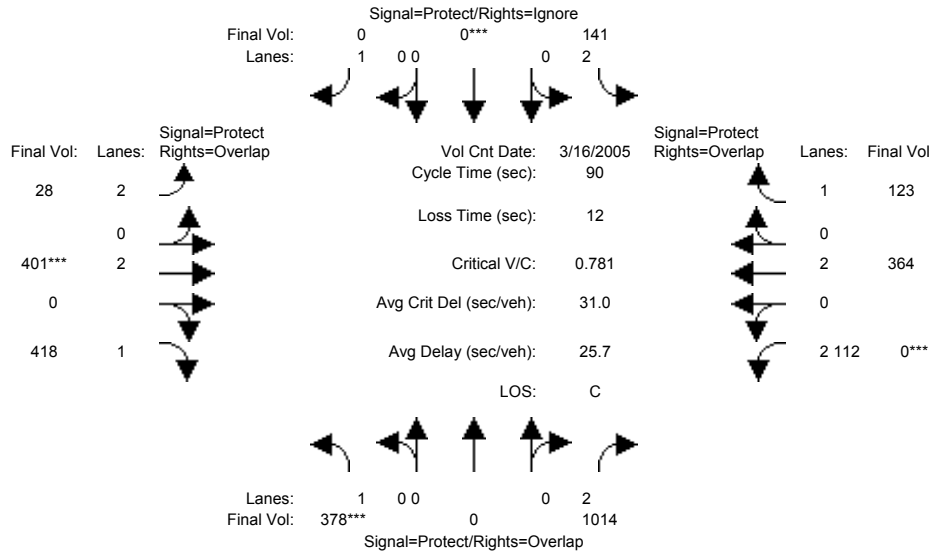 Signal=Protect/Rights=Ignore
Final Vol: 0 0*** 141
Lanes: 1 0 0 0 2
Signal=Protect
Final Vol: Lanes: Rights=Overlap
Vol Cnt Date: 3/16/2005
Signal=Protect
Rights=Overlap Lanes: Final Vol
Cycle Time (sec): 90
28 2
1 123
Loss Time (sec): 12
0
0
401*** 2
Critical V/C: 0.781
2 364
0
Avg Crit Del (sec/veh): 31.0
0
418 1
Avg Delay (sec/veh): 25.7
2 112 0***
LOS: C
Lanes: 1 0 0 0 2
Final Vol: 378*** 0 1014
Signal=Protect/Rights=Overlap